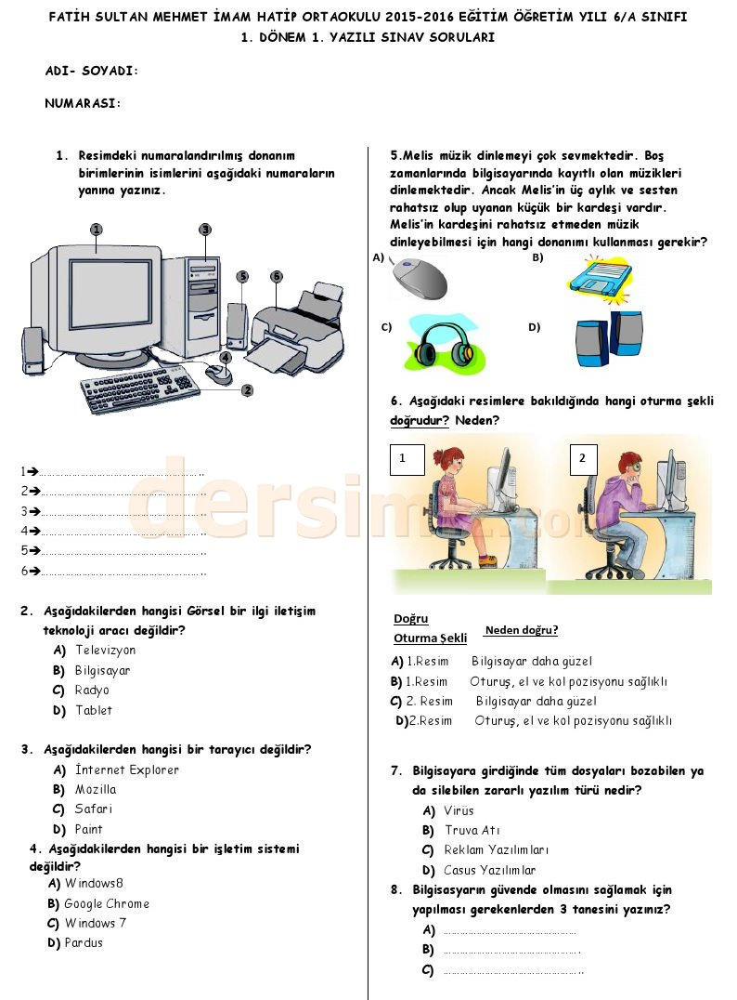 FATİH SULTAN MEHMET İMAM HATİP ORTAOKULU 2015-2016 EĞİTİM ÖĞRETİM YILI 6/A SINIFI
1. DÖNEM 1. YAZILI SINAV SORULARI
ADI- SOYADI:
NUMARASI:
1. Resimdeki numaralandırılmış donanım
birimlerinin isimlerini aşağıdaki numaraların
yanına yazınız.
1
3
5
6
4
2
1➔.......................................................
2➔.......................................................
3➔.......................................................
4➔.......................................................
5➔.......................................................
6➔.......................................................
2. Aşağıdakilerden hangisi Görsel bir ilgi iletişim
teknoloji aracı değildir?
A) Televizyon
B) Bilgisayar
C) Radyo
D) Tablet
3. Aşağıdakilerden hangisi bir tarayıcı değildir?
A) İnternet Explorer
B) Mozilla
C) Safari
D) Paint
4. Aşağıdakilerden hangisi bir işletim sistemi
değildir?
A) Windows8
B) Google Chrome
C) Windows 7
D) Pardus
5.Melis müzik dinlemeyi çok sevmektedir. Boş
zamanlarında bilgisayarında kayıtlı olan müzikleri
dinlemektedir. Ancak Melis'in üç aylık ve sesten
rahatsız olup uyanan küçük bir kardeşi vardır.
Melis'in kardeşini rahatsız etmeden müzik
dinleyebilmesi için hangi donanımı kullanması gerekir?
A) B)
C) D)
6. Aşağıdaki resimlere bakıldığında hangi oturma şekli
doğrudur? Neden?
1 2
Doğru
Oturma Şekli Neden doğru?
A) 1.Resim Bilgisayar daha güzel
B) 1.Resim Oturuş, el ve kol pozisyonu sağlıklı
C) 2. Resim Bilgisayar daha güzel
D)2.Resim Oturuş, el ve kol pozisyonu sağlıklı
7. Bilgisayara girdiğinde tüm dosyaları bozabilen ya
da silebilen zararlı yazılım türü nedir?
A) Virüs
B) Truva Atı
C) Reklam Yazılımları
D) Casus Yazılımlar
8. Bilgisasyarın güvende olmasını sağlamak için
yapılması gerekenlerden 3 tanesini yazınız?
A) ................................................
B) .................................................
C) ..................................................